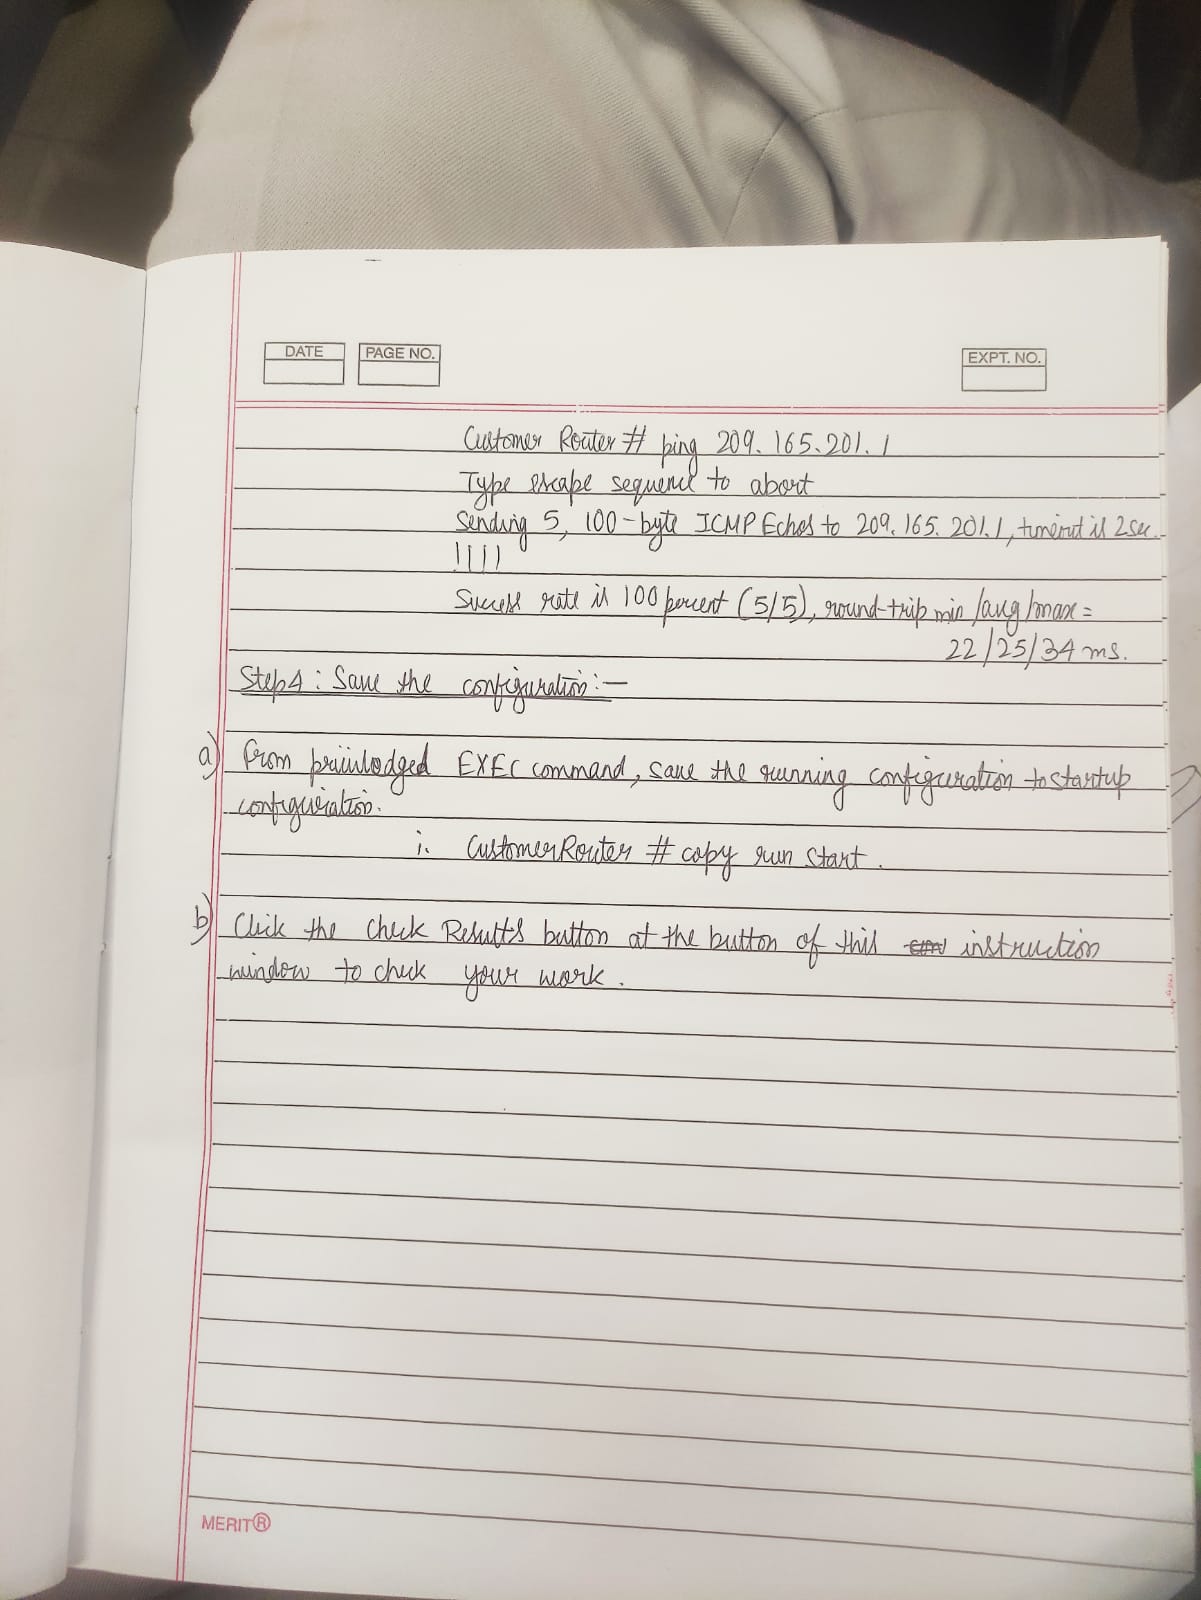 DATE
PAGE NO.
EXPT. NO.
Customer Router # ping 209.165.201.1
Type escape sequence to abort
Sending 5, 100-byte ICMP Echos to 209.165.201.1, timeout is 2 sec.
!!!!
Success rate is 100 percent (5/5), round-trip min/avg/max =
22/25/34 ms.
Step4: Save the configuration:-
a) From priviledged EXEC command, save the running configuration to startup
configuration.
i. CustomerRouter # copy run start.
b) Click the check Results button at the button of this instruction
window to check your work.
MERIT®